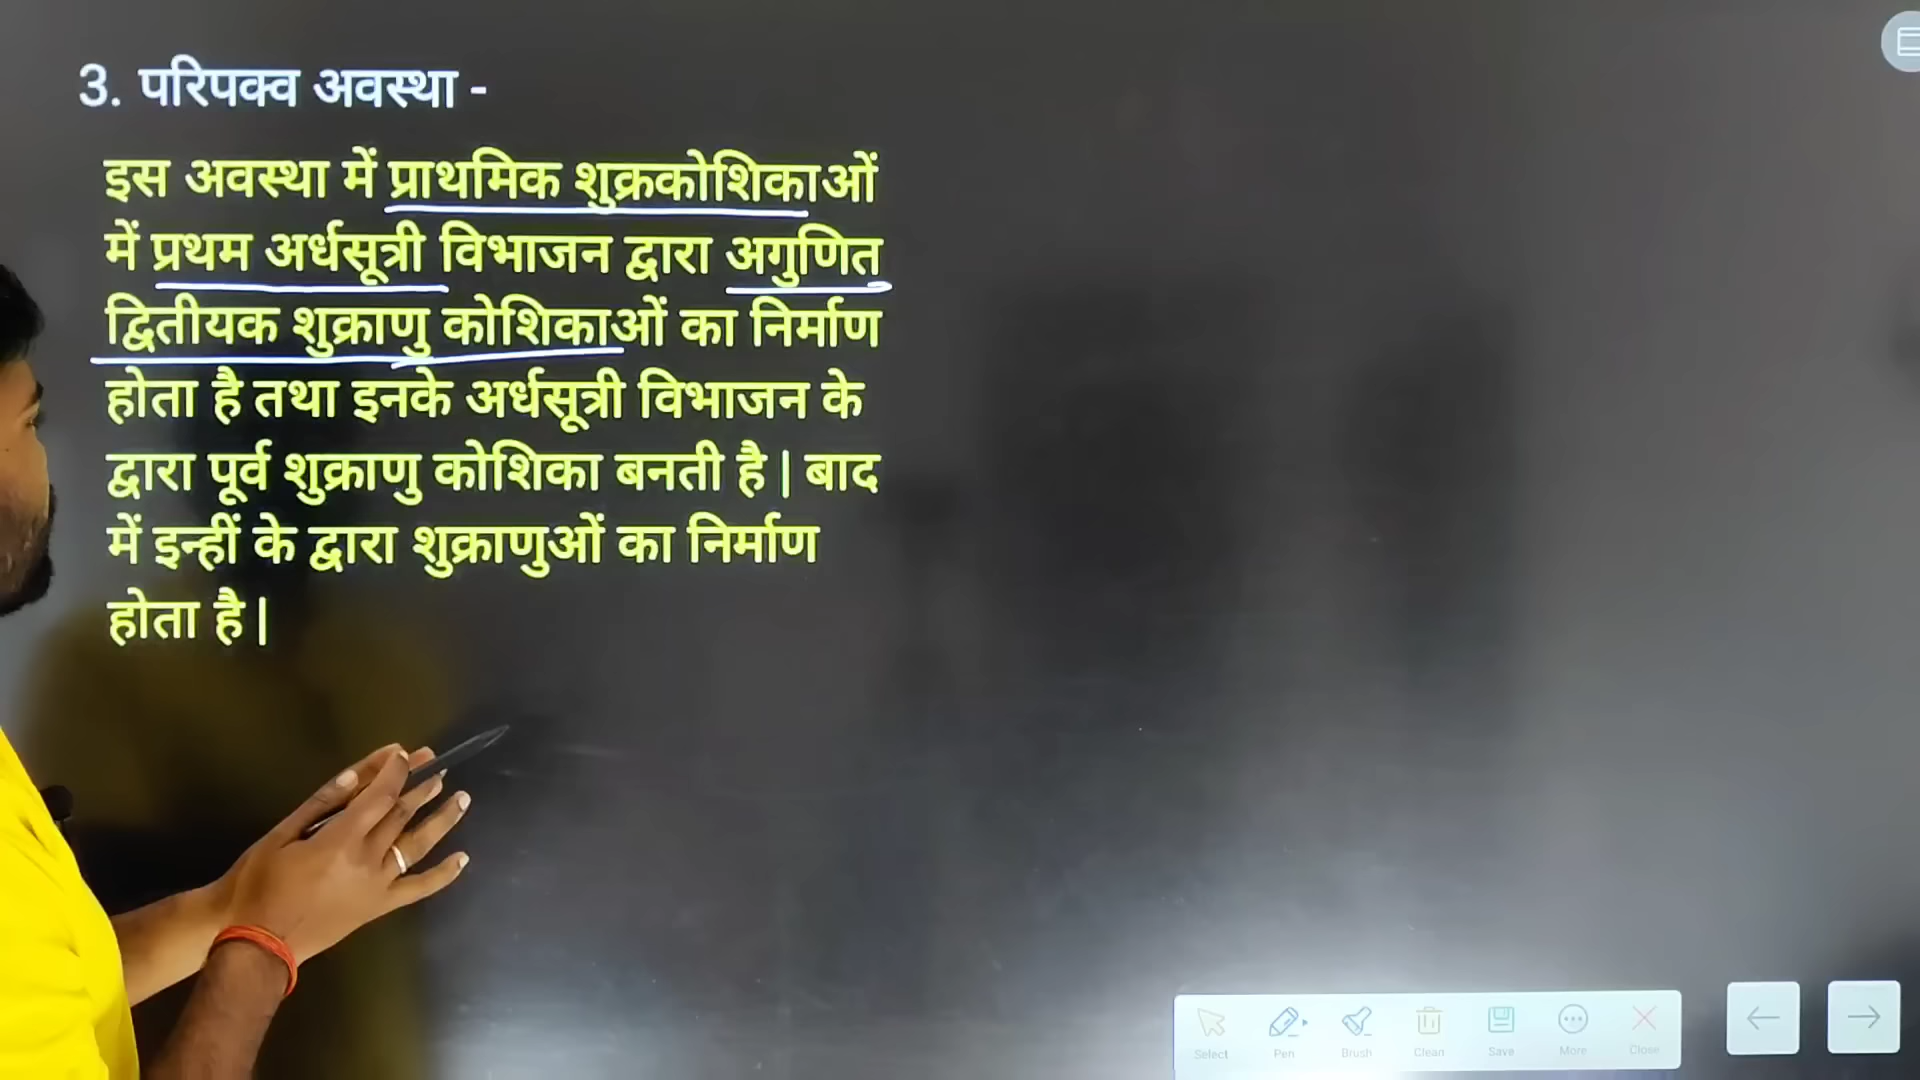 3. परिपक्व अवस्था -
इस अवस्था में प्राथमिक शुक्रकोशिकाओं
में प्रथम अर्धसूत्री विभाजन द्वारा अगुणित
द्वितीयक शुक्राणु कोशिकाओं का निर्माण
होता है तथा इनके अर्धसूत्री विभाजन के
द्वारा पूर्व शुक्राणु कोशिका बनती है |बाद
में इन्हीं के द्वारा शुक्राणुओं का निर्माण
होता है |
Select Pen Brush Clean Save More Close